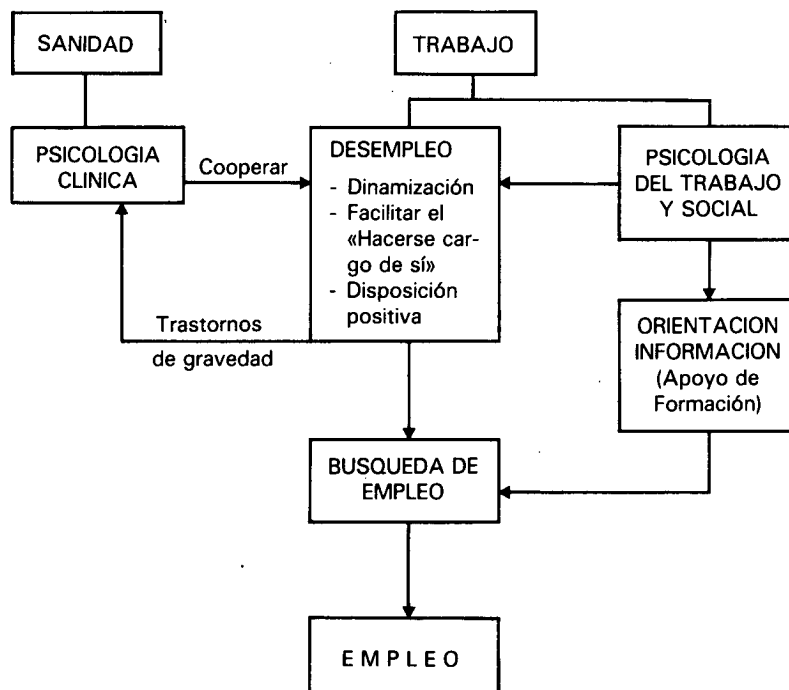 SANIDAD
TRABAJO
PSICOLOGIA
CLINICA
Cooperar
DESEMPLEO
- Dinamización
- Facilitar el
«Hacerse car-
go de sí»
- Disposición
positiva
PSICOLOGIA
DEL TRABAJO
Y SOCIAL
Trastornos
de gravedad
ORIENTACION
INFORMACION
(Apoyo de
Formación)
BUSQUEDA DE
EMPLEO
EMPLEO